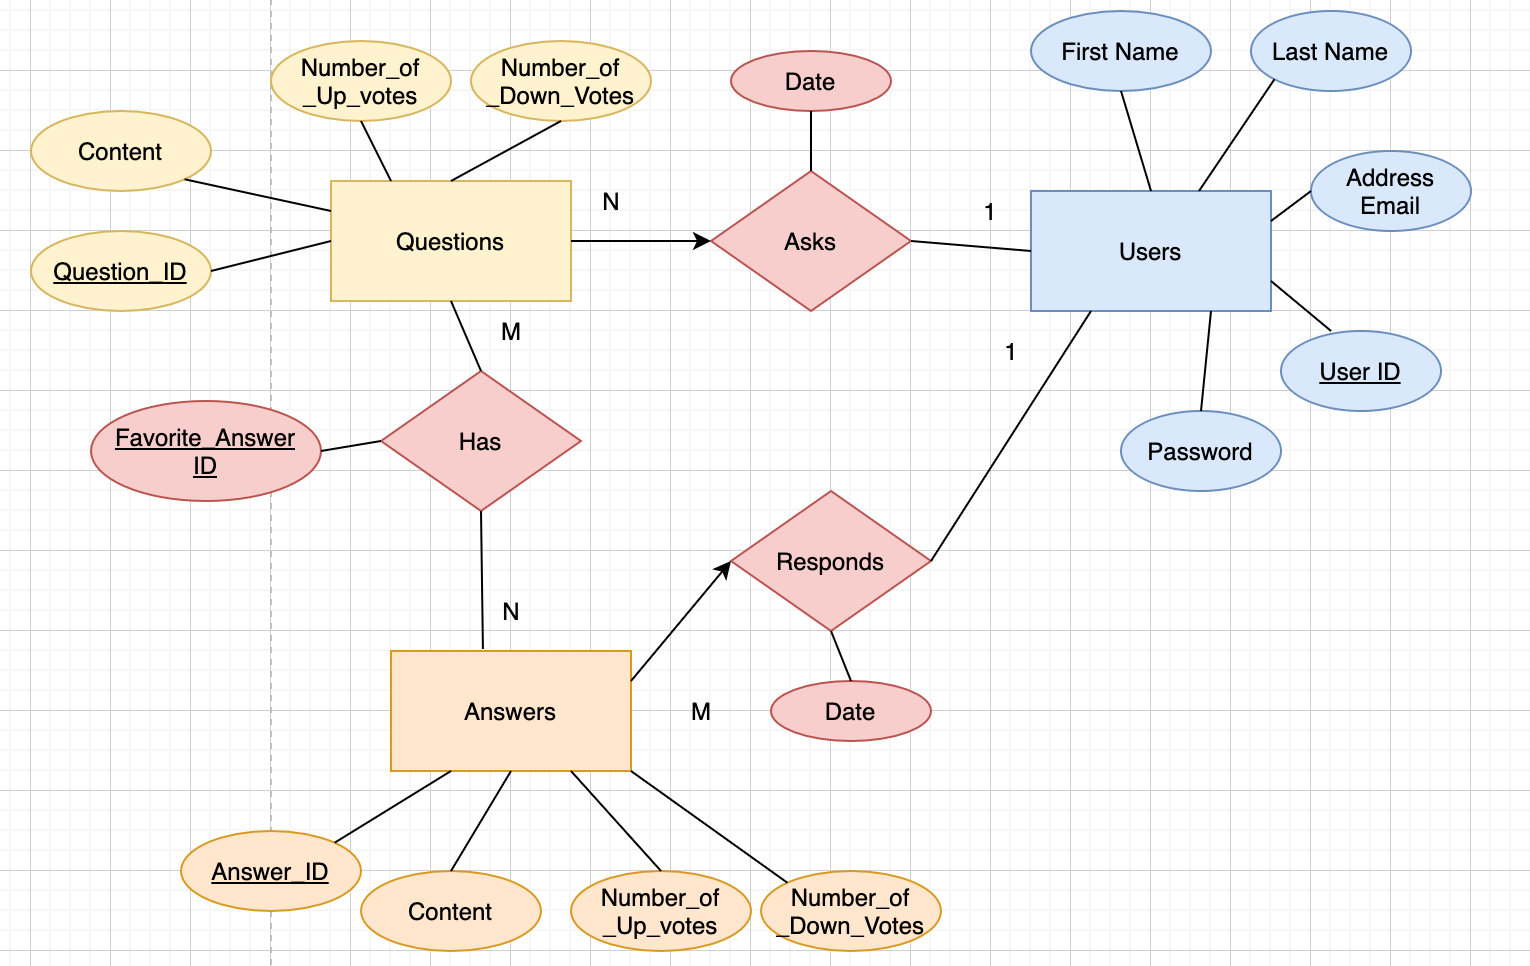 First Name
Last Name
Number_of
_Up_votes
Number_of
_Down_Votes
Date
Content
Address
Email
N
1
Questions
Asks
Users
Question_ID
M
1
User ID
Favorite_Answer
ID
Has
Password
Responds
N
Answers
M
Date
Answer_ID
Content
Number_of
_Up_votes
Number_of
_Down_Votes